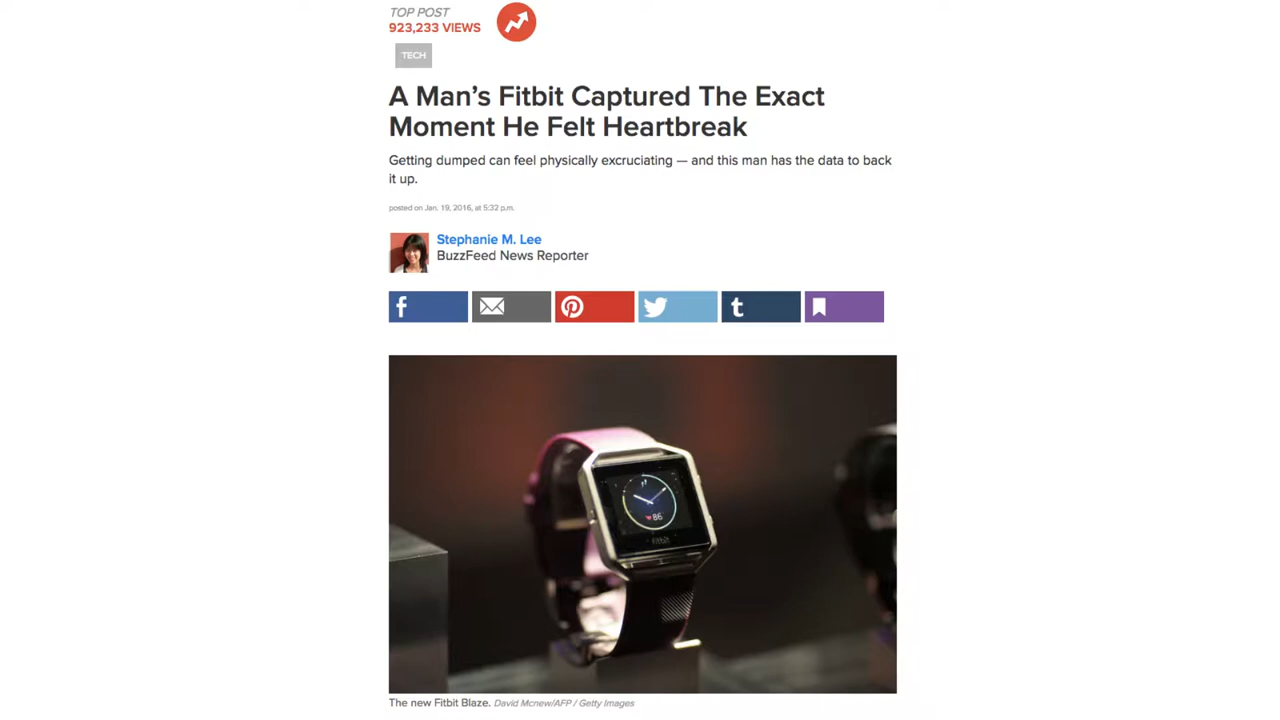 TOP POST
923,233 VIEWS
TECH
A Man's Fitbit Captured The Exact
Moment He Felt Heartbreak
Getting dumped can feel physically excruciating — and this man has the data to back
it up.
posted on Jan. 19, 2016, at 5:32 p.m.
Stephanie M. Lee
BuzzFeed News Reporter
86
fitbit
The new Fitbit Blaze. David Mcnew/AFP / Getty Images